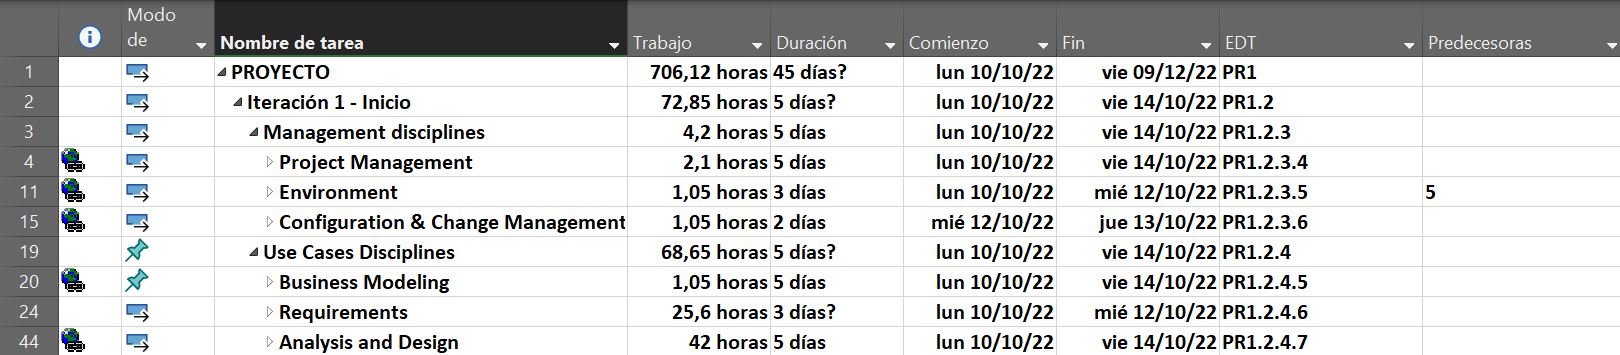 Modo de Nombre de tarea Trabajo Duración Comienzo Fin EDT Predecesoras
1 PROYECTO 706,12 horas 45 días? lun 10/10/22 vie 09/12/22 PR1
2 Iteración 1 - Inicio 72,85 horas 5 días? lun 10/10/22 vie 14/10/22 PR1.2
3 Management disciplines 4,2 horas 5 días lun 10/10/22 vie 14/10/22 PR1.2.3
4 Project Management 2,1 horas 5 días lun 10/10/22 vie 14/10/22 PR1.2.3.4
11 Environment 1,05 horas 3 días lun 10/10/22 mié 12/10/22 PR1.2.3.5 5
15 Configuration & Change Management 1,05 horas 2 días mié 12/10/22 jue 13/10/22 PR1.2.3.6
19 Use Cases Disciplines 68,65 horas 5 días? lun 10/10/22 vie 14/10/22 PR1.2.4
20 Business Modeling 1,05 horas 5 días lun 10/10/22 vie 14/10/22 PR1.2.4.5
24 Requirements 25,6 horas 3 días? lun 10/10/22 mié 12/10/22 PR1.2.4.6
44 Analysis and Design 42 horas 5 días lun 10/10/22 vie 14/10/22 PR1.2.4.7